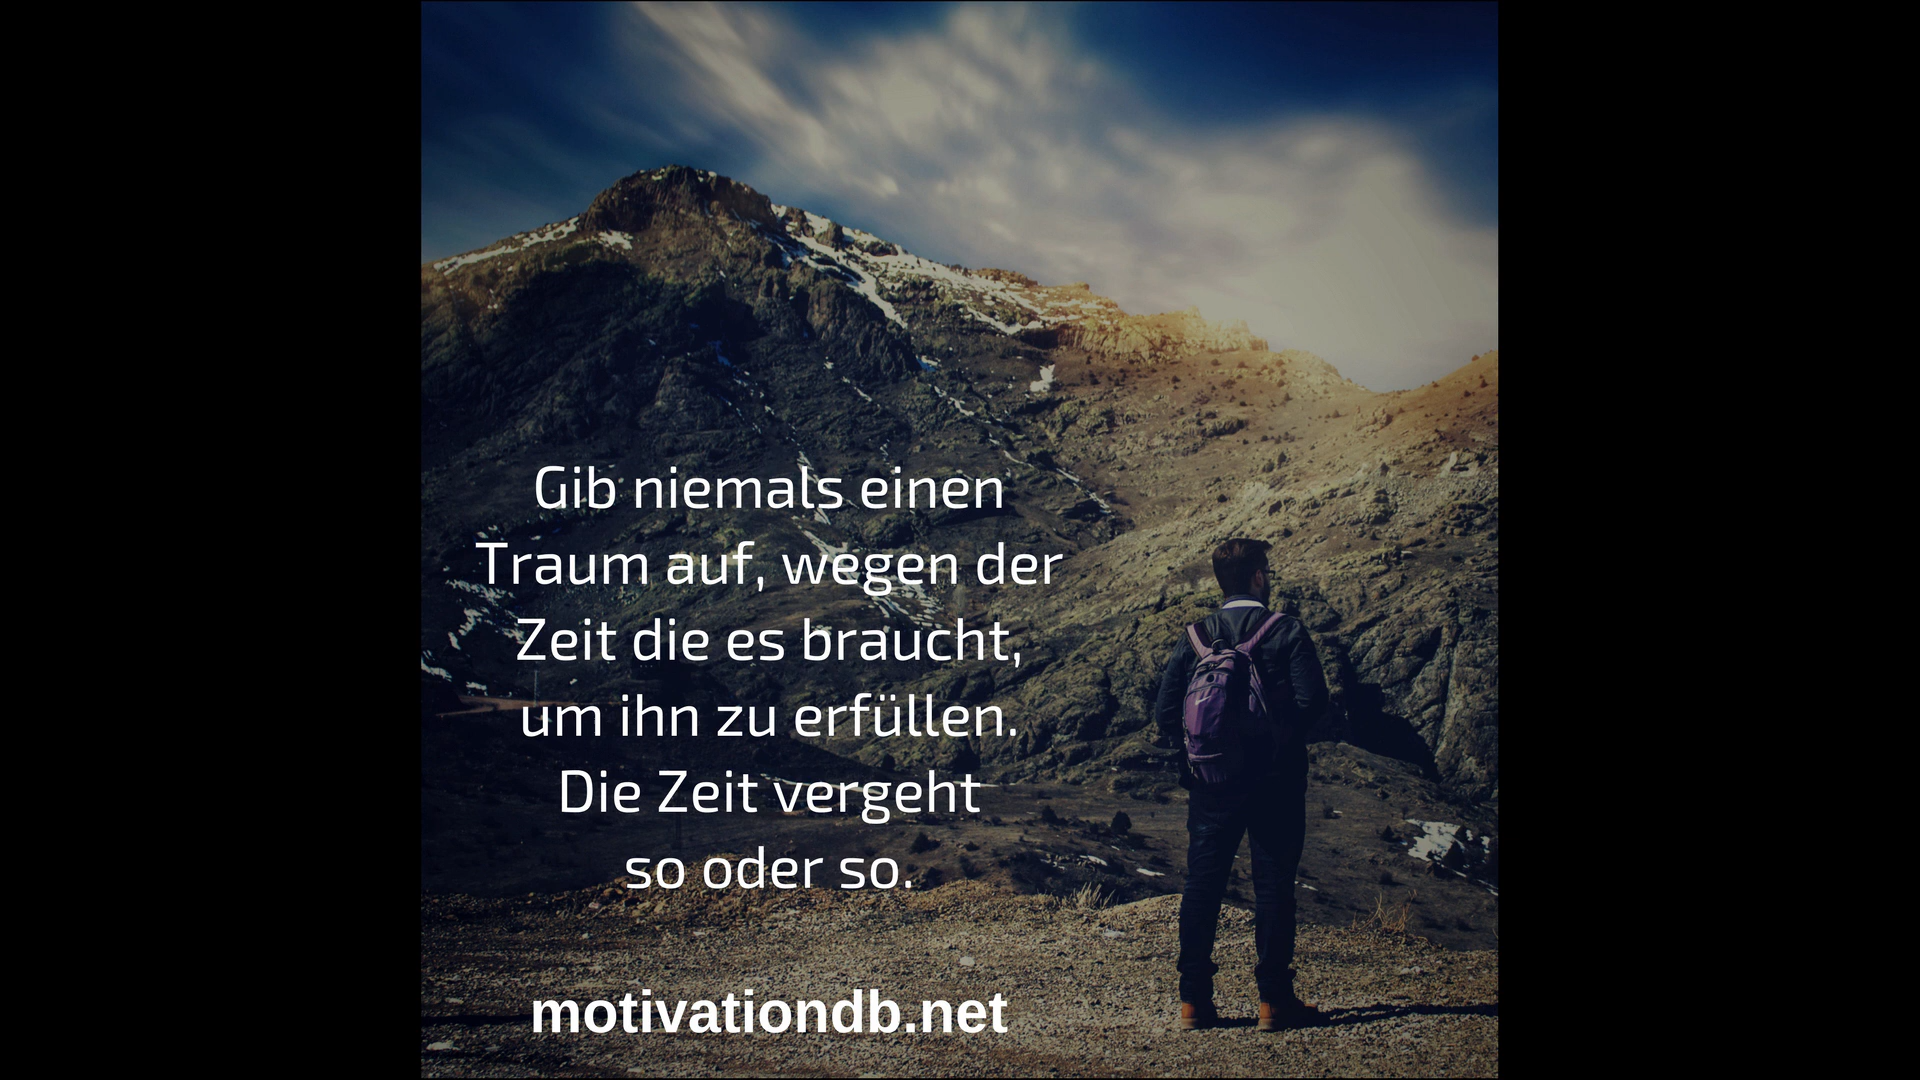 Gib niemals einen
Traum auf, wegen der
Zeit die es braucht,
um ihn zu erfüllen.
Die Zeit vergeht
so oder so.
motivationdb.net